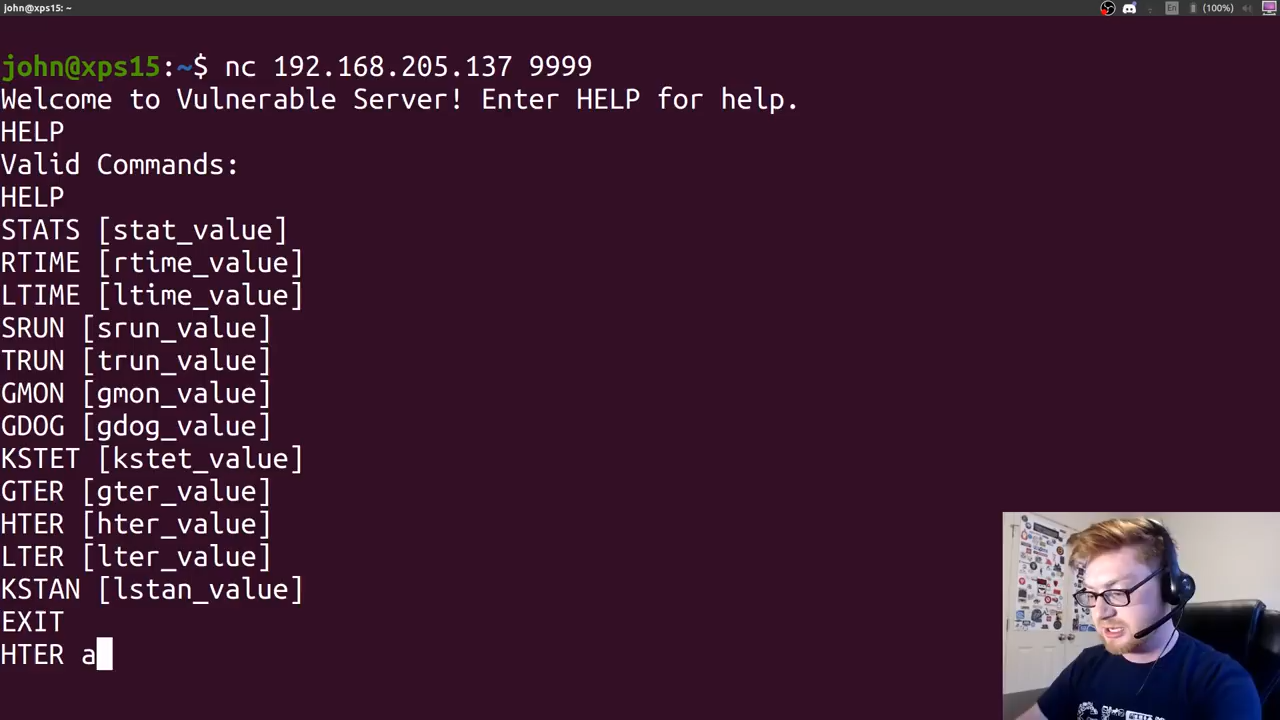 john@xps15: ~
En
(100%)
john@xps15:~$ nc 192.168.205.137 9999
Welcome to Vulnerable Server! Enter HELP for help.
HELP
Valid Commands:
HELP
STATS [stat_value]
RTIME [rtime_value]
LTIME [ltime_value]
SRUN [srun_value]
TRUN [trun_value]
GMON [gmon_value]
GDOG [gdog_value]
KSTET [kstet_value]
GTER [gter_value]
HTER [hter_value]
LTER [lter_value]
KSTAN [lstan_value]
EXIT
HTER a